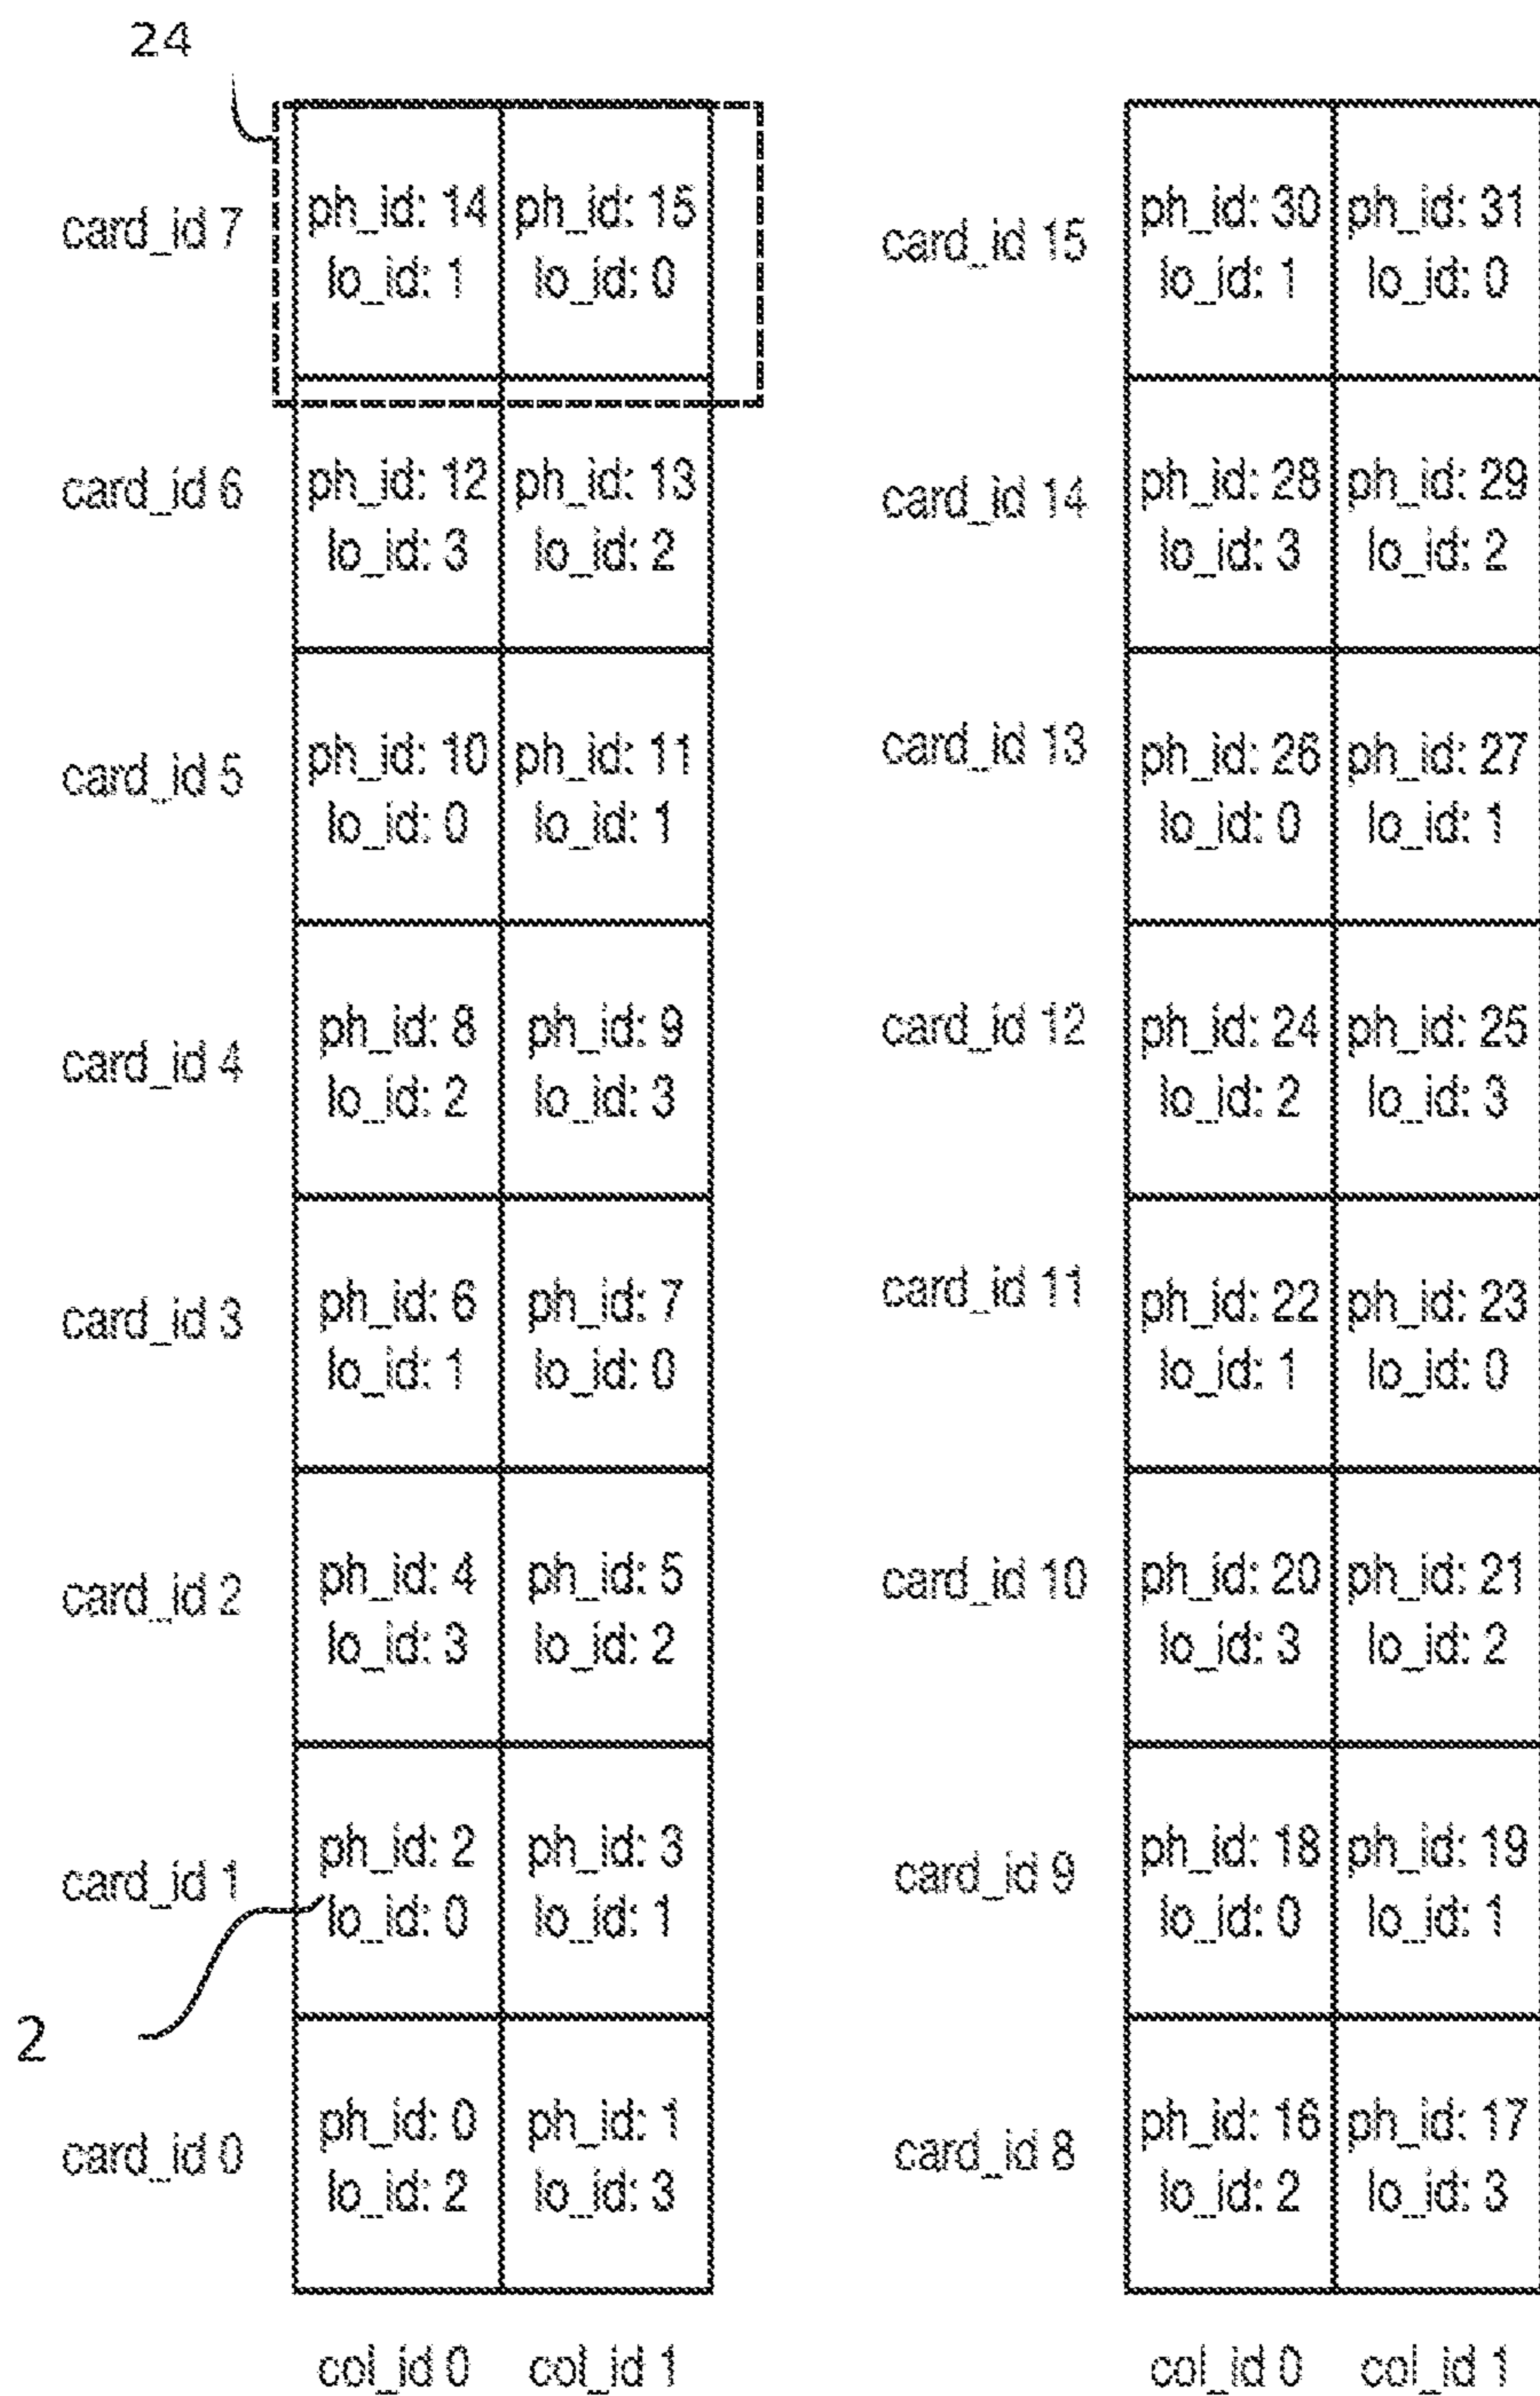 24
card_id 7
ph_id: 14 ph_id: 15
lo_id: 1 lo_id: 0
card_id 6
ph_id: 12 ph_id: 13
lo_id: 3 lo_id: 2
card_id 5
ph_id: 10 ph_id: 11
lo_id: 0 lo_id: 1
card_id 4
ph_id: 8 ph_id: 9
lo_id: 2 lo_id: 3
card_id 3
ph_id: 6 ph_id: 7
lo_id: 1 lo_id: 0
card_id 2
ph_id: 4 ph_id: 5
lo_id: 3 lo_id: 2
card_id 1
ph_id: 2 ph_id: 3
lo_id: 0 lo_id: 1
2
card_id 0
ph_id: 0 ph_id: 1
lo_id: 2 lo_id: 3
col_id 0 col_id 1
card_id 15
ph_id: 30 ph_id: 31
lo_id: 1 lo_id: 0
card_id 14
ph_id: 28 ph_id: 29
lo_id: 3 lo_id: 2
card_id 13
ph_id: 26 ph_id: 27
lo_id: 0 lo_id: 1
card_id 12
ph_id: 24 ph_id: 25
lo_id: 2 lo_id: 3
card_id 11
ph_id: 22 ph_id: 23
lo_id: 1 lo_id: 0
card_id 10
ph_id: 20 ph_id: 21
lo_id: 3 lo_id: 2
card_id 9
ph_id: 18 ph_id: 19
lo_id: 0 lo_id: 1
card_id 8
ph_id: 16 ph_id: 17
lo_id: 2 lo_id: 3
col_id 0 col_id 1